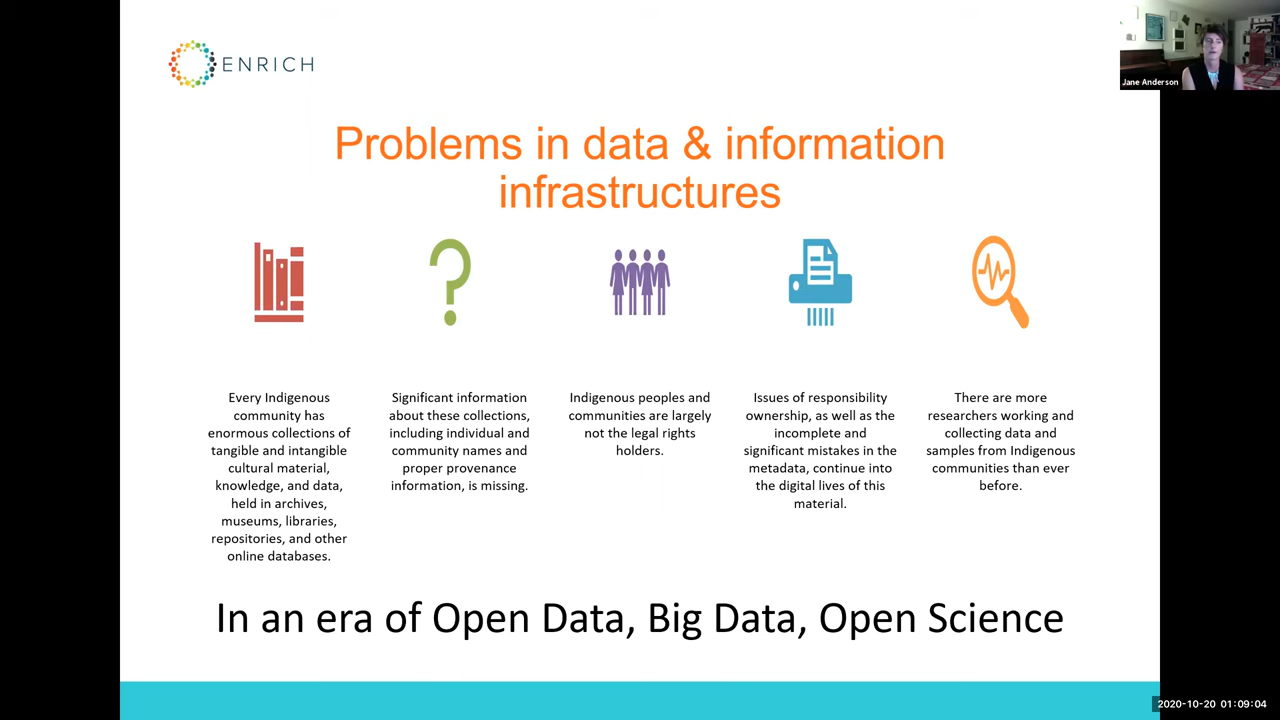 ENRICH
Jane Anderson
Problems in data & information
infrastructures
Every Indigenous
community has
enormous collections of
tangible and intangible
cultural material,
knowledge, and data,
held in archives,
museums, libraries,
repositories, and other
online databases.
Significant information
about these collections,
including individual and
community names and
proper provenance
information, is missing.
Indigenous peoples and
communities are largely
not the legal rights
holders.
Issues of responsibility
ownership, as well as the
incomplete and
significant mistakes in the
metadata, continue into
the digital lives of this
material.
There are more
researchers working and
collecting data and
samples from Indigenous
communities than ever
before.
In an era of Open Data, Big Data, Open Science
2020-10-20 01:09:04